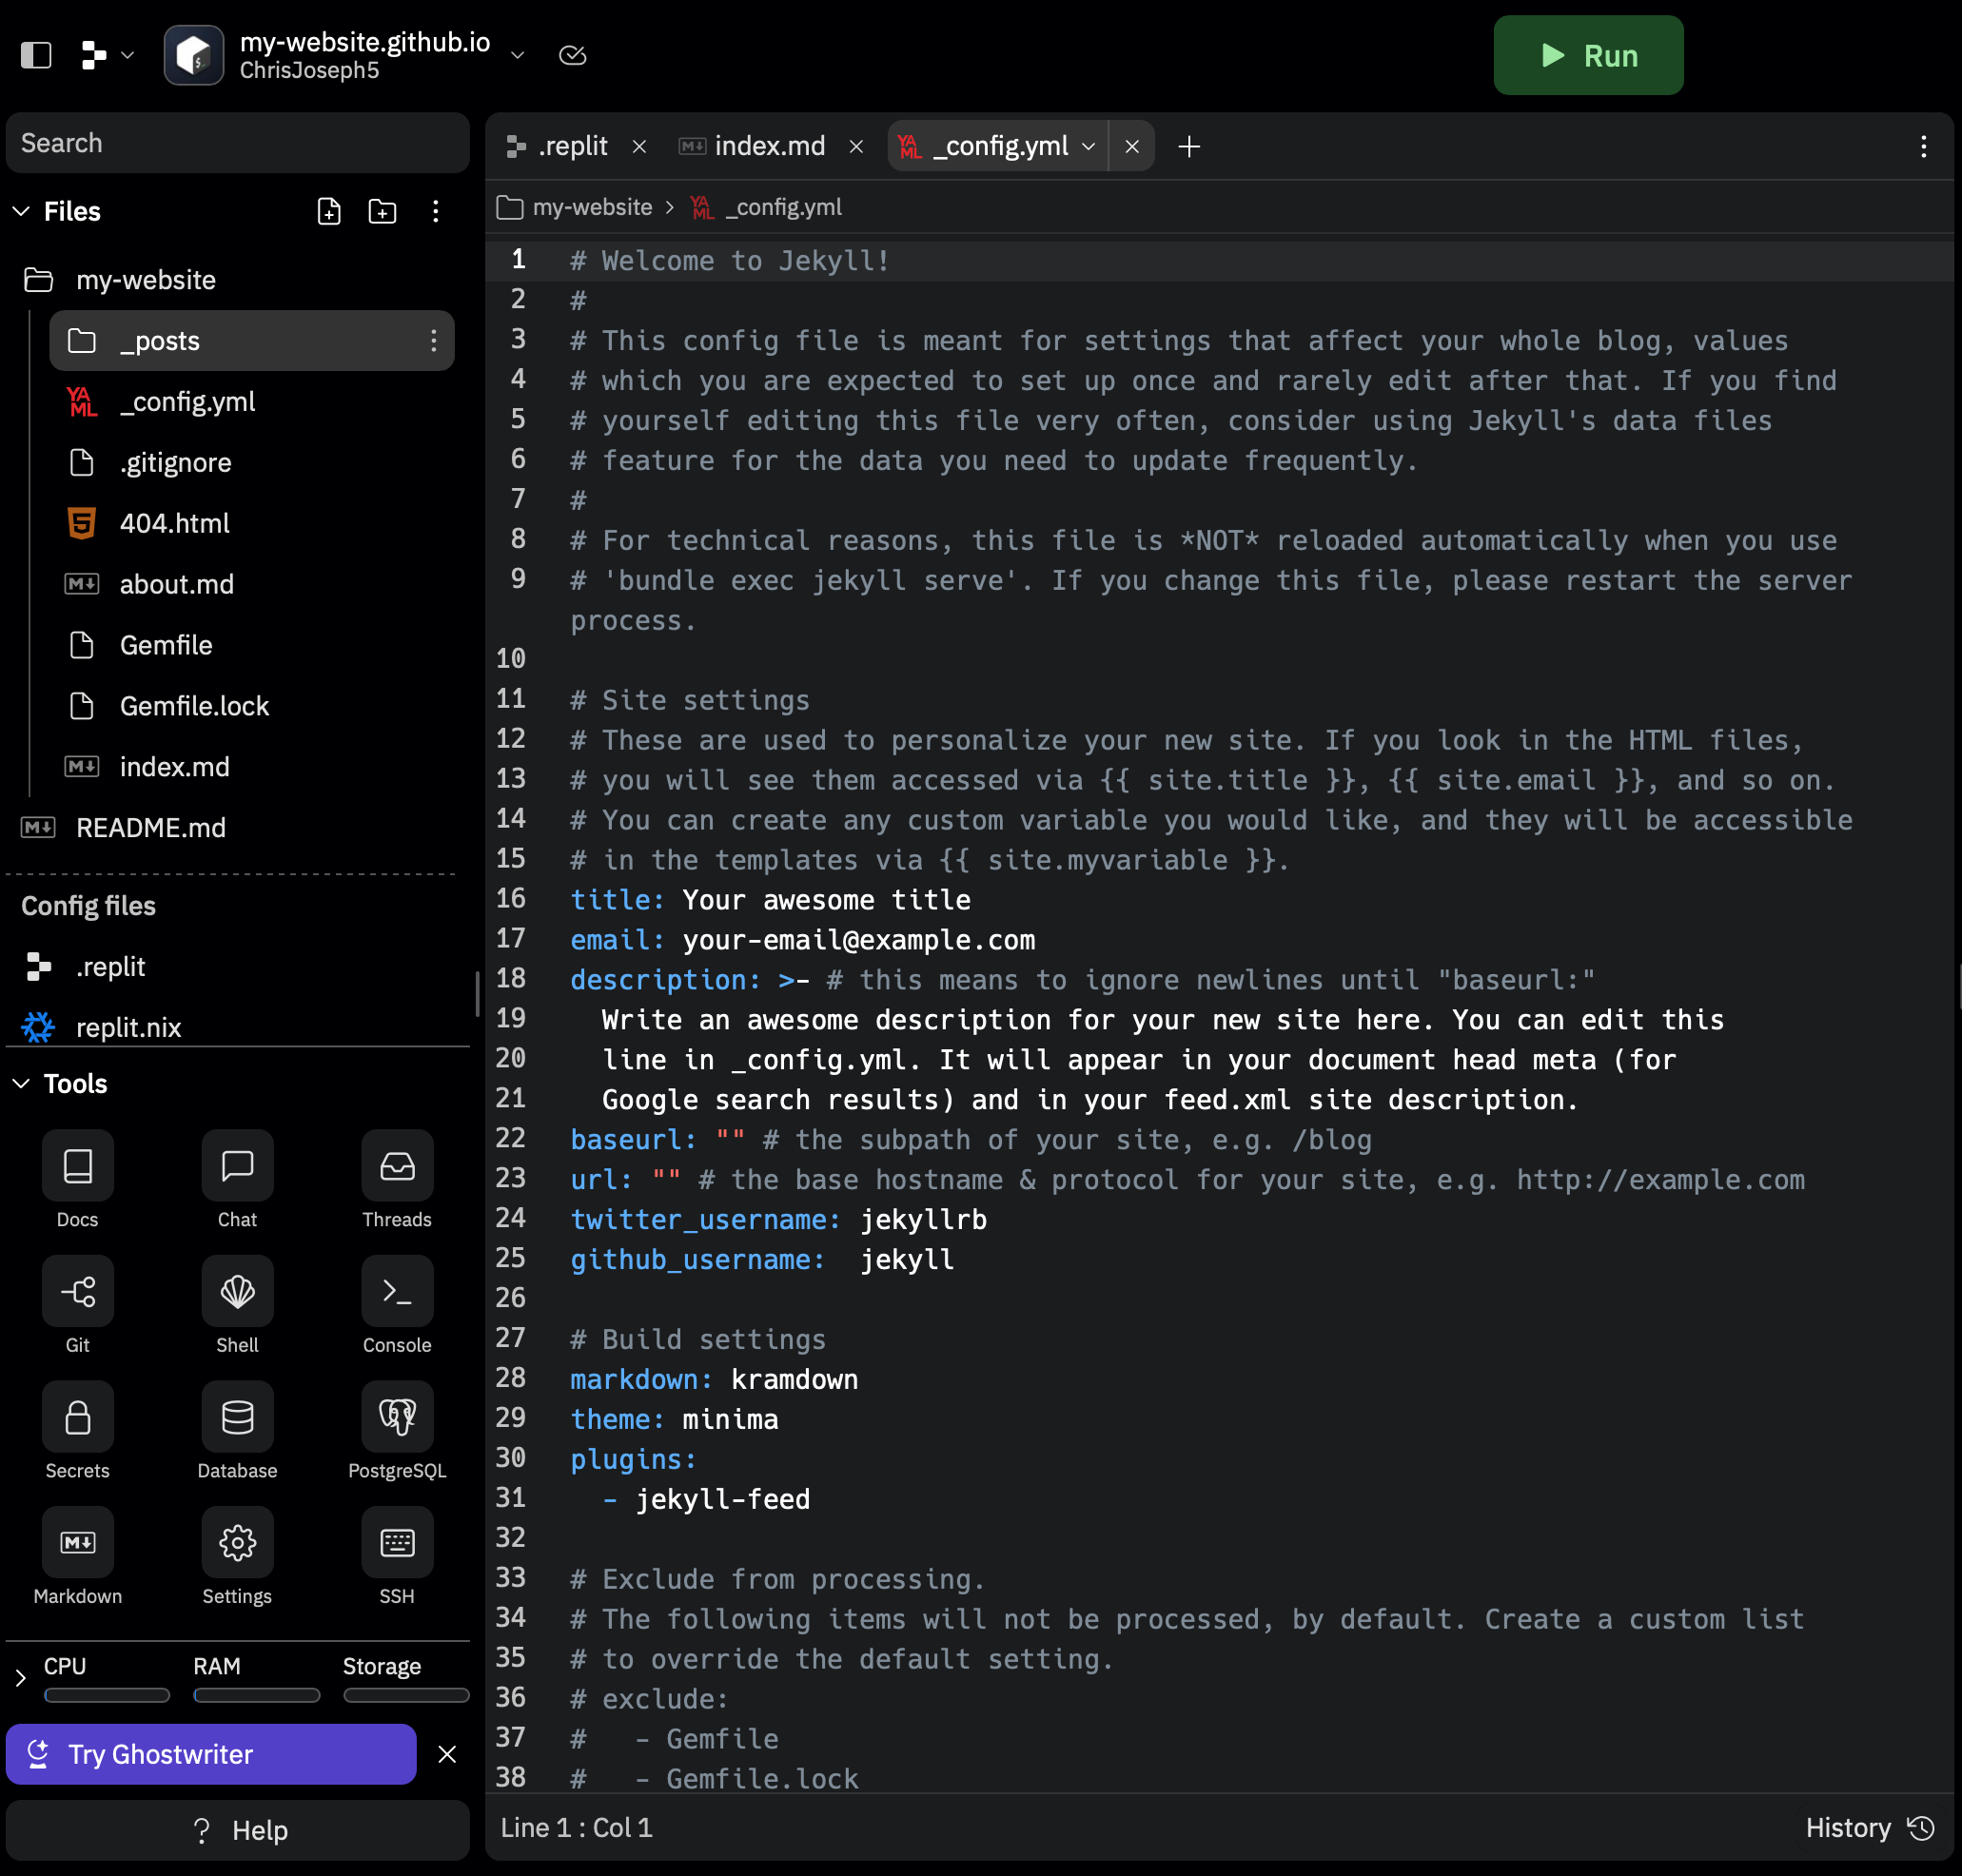 my-website.github.io
ChrisJoseph5
Run
Search
Files
my-website
_posts
_config.yml
.gitignore
404.html
about.md
Gemfile
Gemfile.lock
index.md
README.md
Config files
.replit
replit.nix
Tools
Docs
Chat
Threads
Git
Shell
Console
Secrets
Database
PostgreSQL
Markdown
Settings
SSH
CPU
RAM
Storage
Try Ghostwriter
? Help
.replit
index.md
_config.yml
my-website > _config.yml
1 # Welcome to Jekyll!
2 #
3 # This config file is meant for settings that affect your whole blog, values
4 # which you are expected to set up once and rarely edit after that. If you find
5 # yourself editing this file very often, consider using Jekyll's data files
6 # feature for the data you need to update frequently.
7 #
8 # For technical reasons, this file is *NOT* reloaded automatically when you use
9 # 'bundle exec jekyll serve'. If you change this file, please restart the server
process.
10
11 # Site settings
12 # These are used to personalize your new site. If you look in the HTML files,
13 # you will see them accessed via {{ site.title }}, {{ site.email }}, and so on.
14 # You can create any custom variable you would like, and they will be accessible
15 # in the templates via {{ site.myvariable }}.
16 title: Your awesome title
17 email: your-email@example.com
18 description: >- # this means to ignore newlines until "baseurl:"
19   Write an awesome description for your new site here. You can edit this
20   line in _config.yml. It will appear in your document head meta (for
21   Google search results) and in your feed.xml site description.
22 baseurl: "" # the subpath of your site, e.g. /blog
23 url: "" # the base hostname & protocol for your site, e.g. http://example.com
24 twitter_username: jekyllrb
25 github_username:  jekyll
26
27 # Build settings
28 markdown: kramdown
29 theme: minima
30 plugins:
31   - jekyll-feed
32
33 # Exclude from processing.
34 # The following items will not be processed, by default. Create a custom list
35 # to override the default setting.
36 # exclude:
37 #   - Gemfile
38 #   - Gemfile.lock
Line 1 : Col 1
History